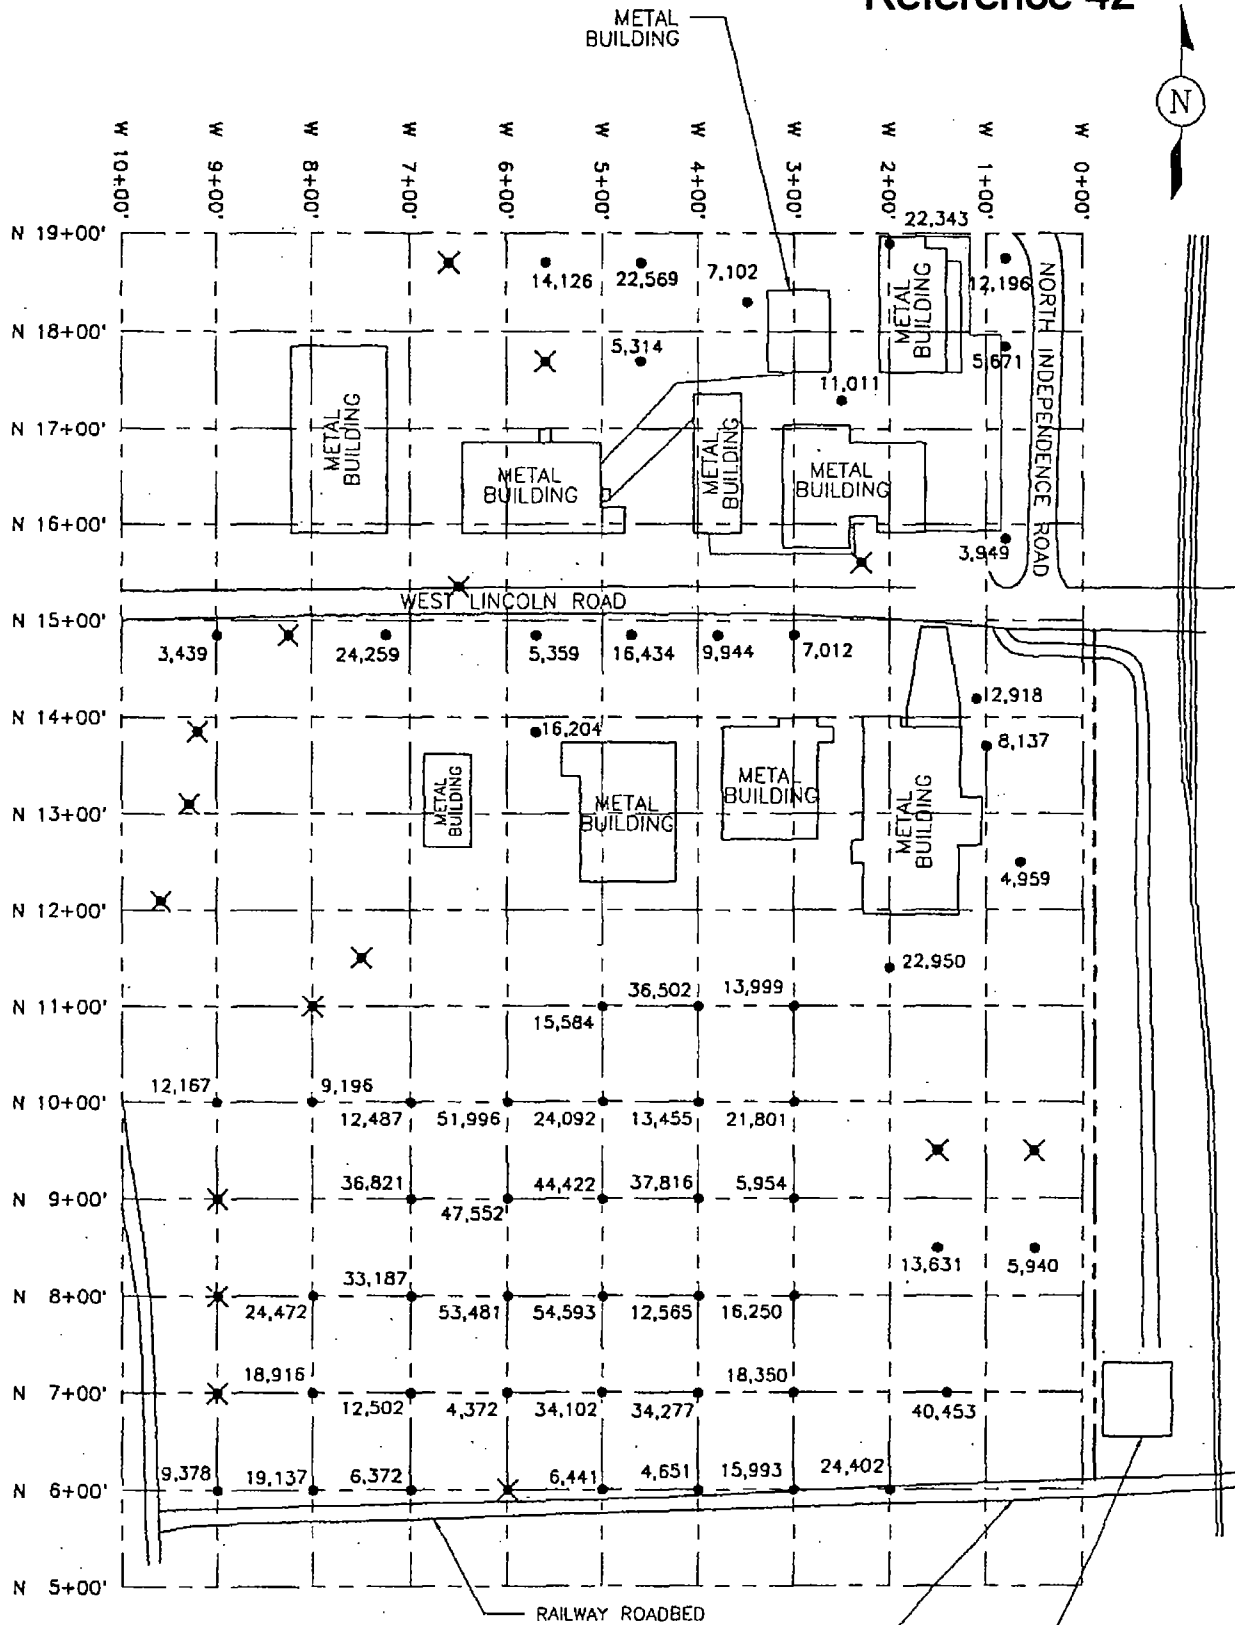 Reference 42
METAL
BUILDING
N
W 10+00'
W 9+00'
W 8+00'
W 7+00'
W 6+00'
W 5+00'
W 4+00'
W 3+00'
W 2+00'
W 1+00'
W 0+00'
N 19+00'
22,343
14,126
22,569
7,102
12,196
METAL
BUILDING
NORTH INDEPENDENCE ROAD
N 18+00'
5,314
5,671
11,011
N 17+00'
METAL
BUILDING
METAL
BUILDING
METAL
BUILDING
METAL
BUILDING
N 16+00'
3,949
WEST LINCOLN ROAD
N 15+00'
3,439
24,259
5,359
16,434
9,944
7,012
12,918
N 14+00'
16,204
8,137
METAL
BUILDING
METAL
BUILDING
METAL
BUILDING
METAL
BUILDING
N 13+00'
4,959
N 12+00'
22,950
36,502
13,999
N 11+00'
15,584
12,167
9,196
N 10+00'
12,487
51,996
24,092
13,455
21,801
36,821
44,422
37,816
5,954
N 9+00'
47,552
13,631
5,940
33,187
N 8+00'
24,472
53,481
54,593
12,565
16,250
18,916
18,350
N 7+00'
12,502
4,372
34,102
34,277
40,453
9,378
19,137
6,372
6,441
4,651
15,993
24,402
N 6+00'
N 5+00'
RAILWAY ROADBED